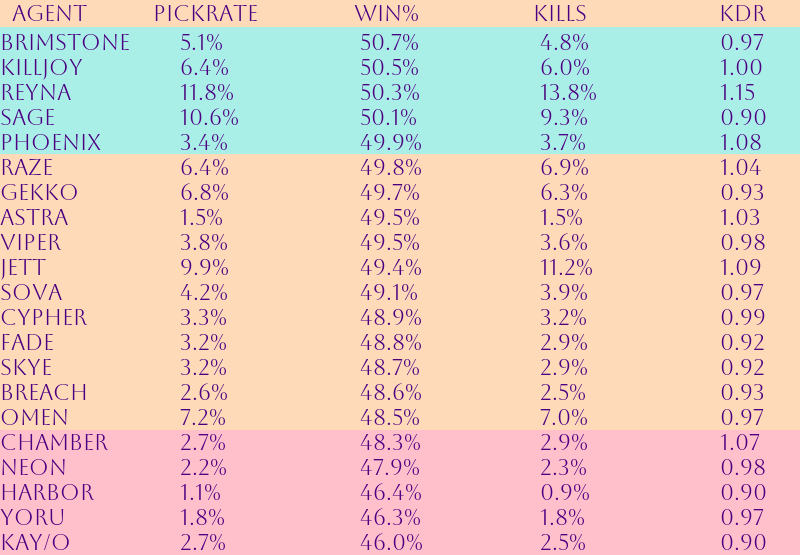 AGENT PICKRATE WIN% KILLS KDR
BRIMSTONE 5.1% 50.7% 4.8% 0.97
KILLJOY 6.4% 50.5% 6.0% 1.00
REYNA 11.8% 50.3% 13.8% 1.15
SAGE 10.6% 50.1% 9.3% 0.90
PHOENIX 3.4% 49.9% 3.7% 1.08
RAZE 6.4% 49.8% 6.9% 1.04
GEKKO 6.8% 49.7% 6.3% 0.93
ASTRA 1.5% 49.5% 1.5% 1.03
VIPER 3.8% 49.5% 3.6% 0.98
JETT 9.9% 49.4% 11.2% 1.09
SOVA 4.2% 49.1% 3.9% 0.97
CYPHER 3.3% 48.9% 3.2% 0.99
FADE 3.2% 48.8% 2.9% 0.92
SKYE 3.2% 48.7% 2.9% 0.92
BREACH 2.6% 48.6% 2.5% 0.93
OMEN 7.2% 48.5% 7.0% 0.97
CHAMBER 2.7% 48.3% 2.9% 1.07
NEON 2.2% 47.9% 2.3% 0.98
HARBOR 1.1% 46.4% 0.9% 0.90
YORU 1.8% 46.3% 1.8% 0.97
KAY/O 2.7% 46.0% 2.5% 0.90